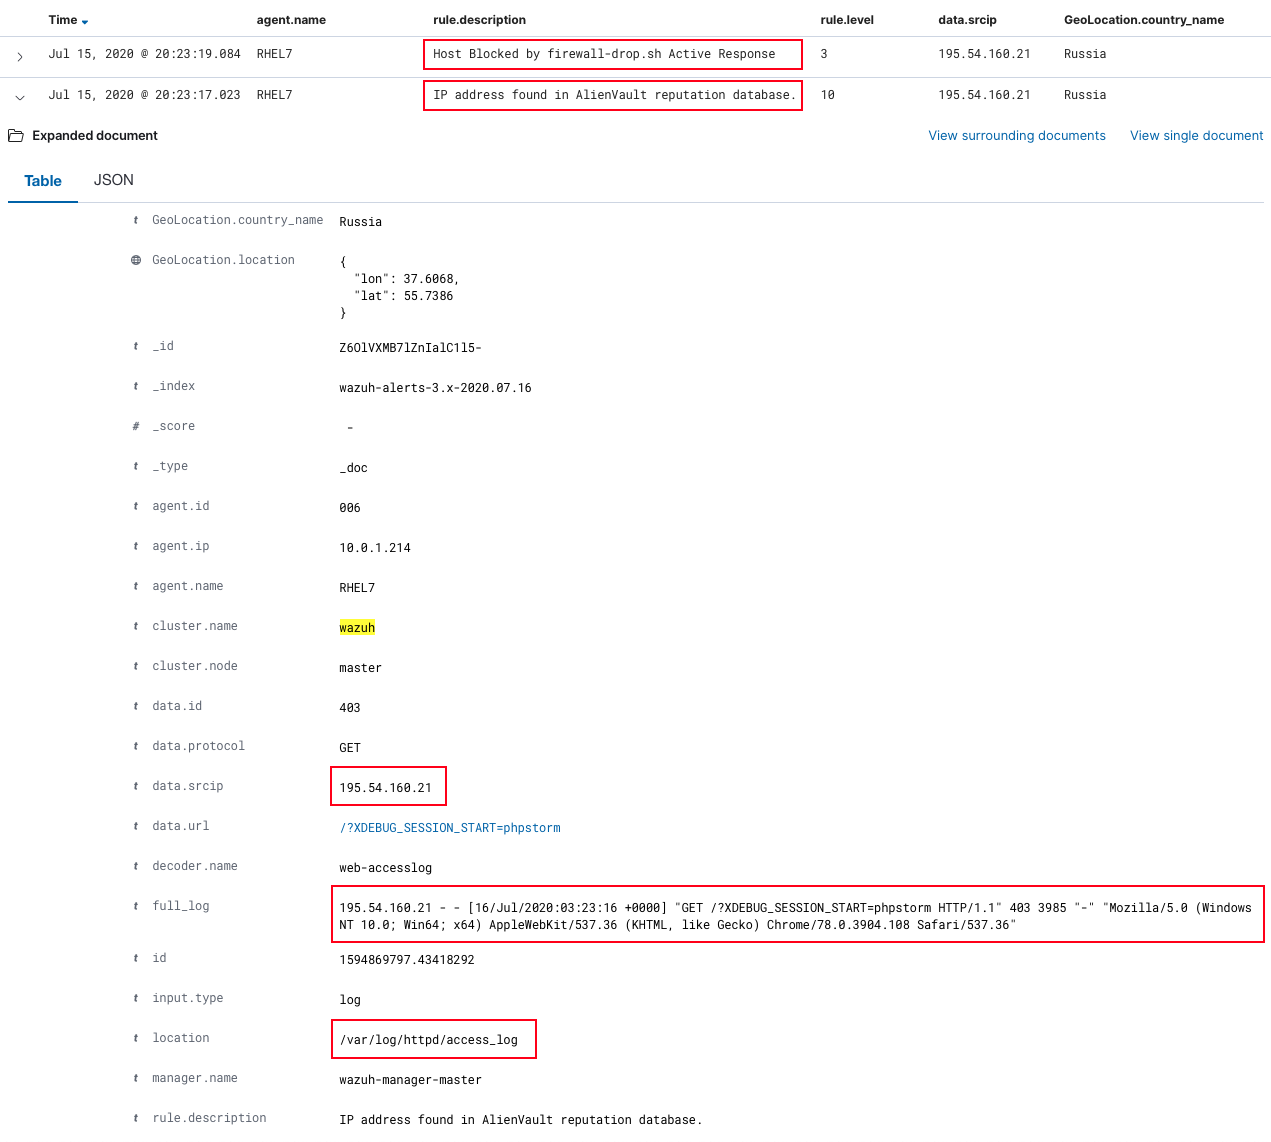 Time agent.name rule.description rule.level data.srcip GeoLocation.country_name
Jul 15, 2020 @ 20:23:19.084 RHEL7 Host Blocked by firewall-drop.sh Active Response 3 195.54.160.21 Russia
Jul 15, 2020 @ 20:23:17.023 RHEL7 IP address found in AlienVault reputation database. 10 195.54.160.21 Russia
Expanded document View surrounding documents View single document
Table JSON
t GeoLocation.country_name Russia
GeoLocation.location {
"lon": 37.6068,
"lat": 55.7386
}
t _id Z6OlVXMB7lZnIalC1l5-
t _index wazuh-alerts-3.x-2020.07.16
# _score -
t _type _doc
t agent.id 006
t agent.ip 10.0.1.214
t agent.name RHEL7
t cluster.name wazuh
t cluster.node master
t data.id 403
t data.protocol GET
t data.srcip 195.54.160.21
t data.url /?XDEBUG_SESSION_START=phpstorm
t decoder.name web-accesslog
t full_log 195.54.160.21 - - [16/Jul/2020:03:23:16 +0000] "GET /?XDEBUG_SESSION_START=phpstorm HTTP/1.1" 403 3985 "-" "Mozilla/5.0 (Windows
NT 10.0; Win64; x64) AppleWebKit/537.36 (KHTML, like Gecko) Chrome/78.0.3904.108 Safari/537.36"
t id 1594869797.43418292
t input.type log
t location /var/log/httpd/access_log
t manager.name wazuh-manager-master
t rule.description IP address found in AlienVault reputation database.